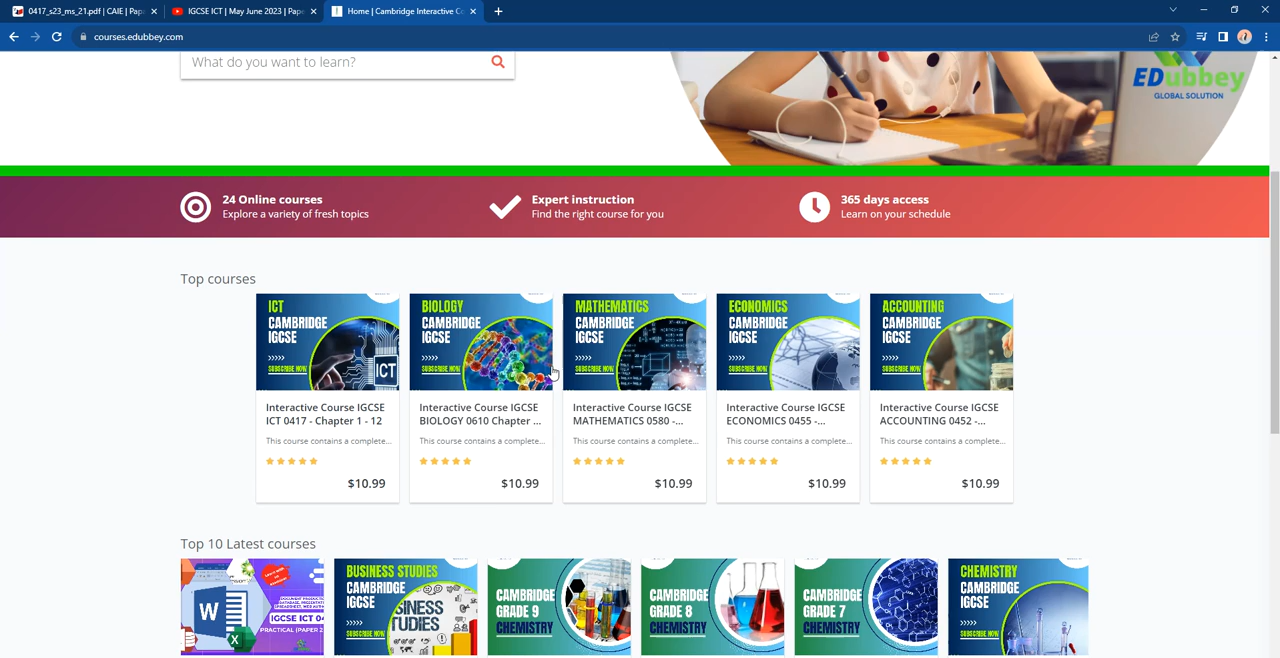 0417_s23_ms_21.pdf | CAIE | Pap
IGCSE ICT | May June 2023 | Pape
Home | Cambridge Interactive Co
courses.edubbey.com
What do you want to learn?
EDubbey
GLOBAL SOLUTION
24 Online courses
Explore a variety of fresh topics
Expert instruction
Find the right course for you
365 days access
Learn on your schedule
Top courses
ICT
CAMBRIDGE
IGCSE
>>>>>
SUBSCRIBE NOW
ICT
BIOLOGY
CAMBRIDGE
IGCSE
>>>>>
SUBSCRIBE NOW
MATHEMATICS
CAMBRIDGE
IGCSE
>>>>>
SUBSCRIBE NOW
ECONOMICS
CAMBRIDGE
IGCSE
>>>>>
SUBSCRIBE NOW
ACCOUNTING
CAMBRIDGE
IGCSE
>>>>>
SUBSCRIBE NOW
Interactive Course IGCSE
ICT 0417 - Chapter 1 - 12
This course contains a complete...
$10.99
Interactive Course IGCSE
BIOLOGY 0610 Chapter ...
This course contains a complete...
$10.99
Interactive Course IGCSE
MATHEMATICS 0580 -...
This course contains a complete...
$10.99
Interactive Course IGCSE
ECONOMICS 0455 -...
This course contains a complete...
$10.99
Interactive Course IGCSE
ACCOUNTING 0452 -...
This course contains a complete...
$10.99
Top 10 Latest courses
W
IGCSE ICT 04
PRACTICAL (PAPER 2
BUSINESS STUDIES
CAMBRIDGE
IGCSE
>>>>>
SUBSCRIBE NOW
SINESS
STUDIES
CAMBRIDGE
GRADE 9
CHEMISTRY
CAMBRIDGE
GRADE 8
CHEMISTRY
CAMBRIDGE
GRADE 7
CHEMISTRY
CHEMISTRY
CAMBRIDGE
IGCSE
>>>>>
SUBSCRIBE NOW